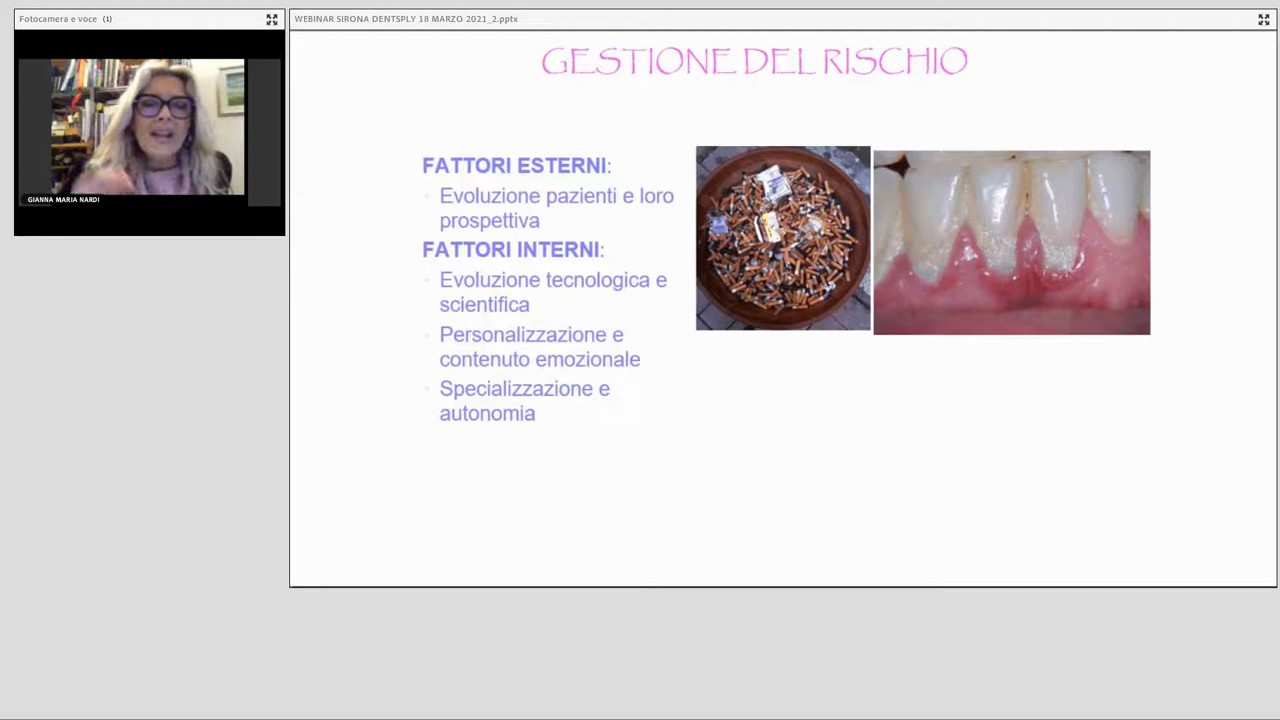 Fotocamera e voce (1)
WEBINAR SIRONA DENTSPLY 18 MARZO 2021_2.pptx
GIANNA MARIA NARDI
GESTIONE DEL RISCHIO
FATTORI ESTERNI:
Evoluzione pazienti e loro
prospettiva
FATTORI INTERNI:
Evoluzione tecnologica e
scientifica
Personalizzazione e
contenuto emozionale
Specializzazione e
autonomia